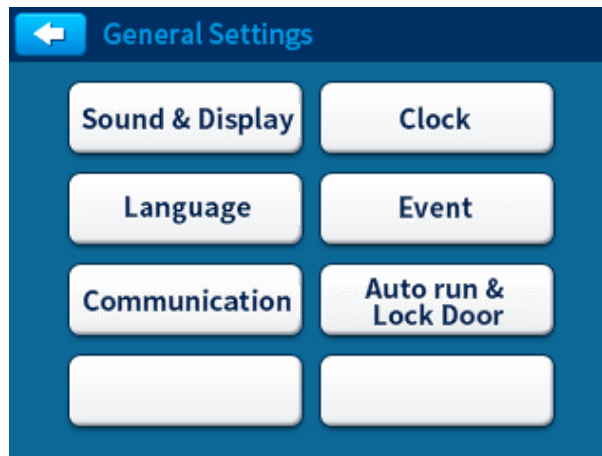 General Settings
Sound & Display
Clock
Language
Event
Communication
Auto run &
Lock Door